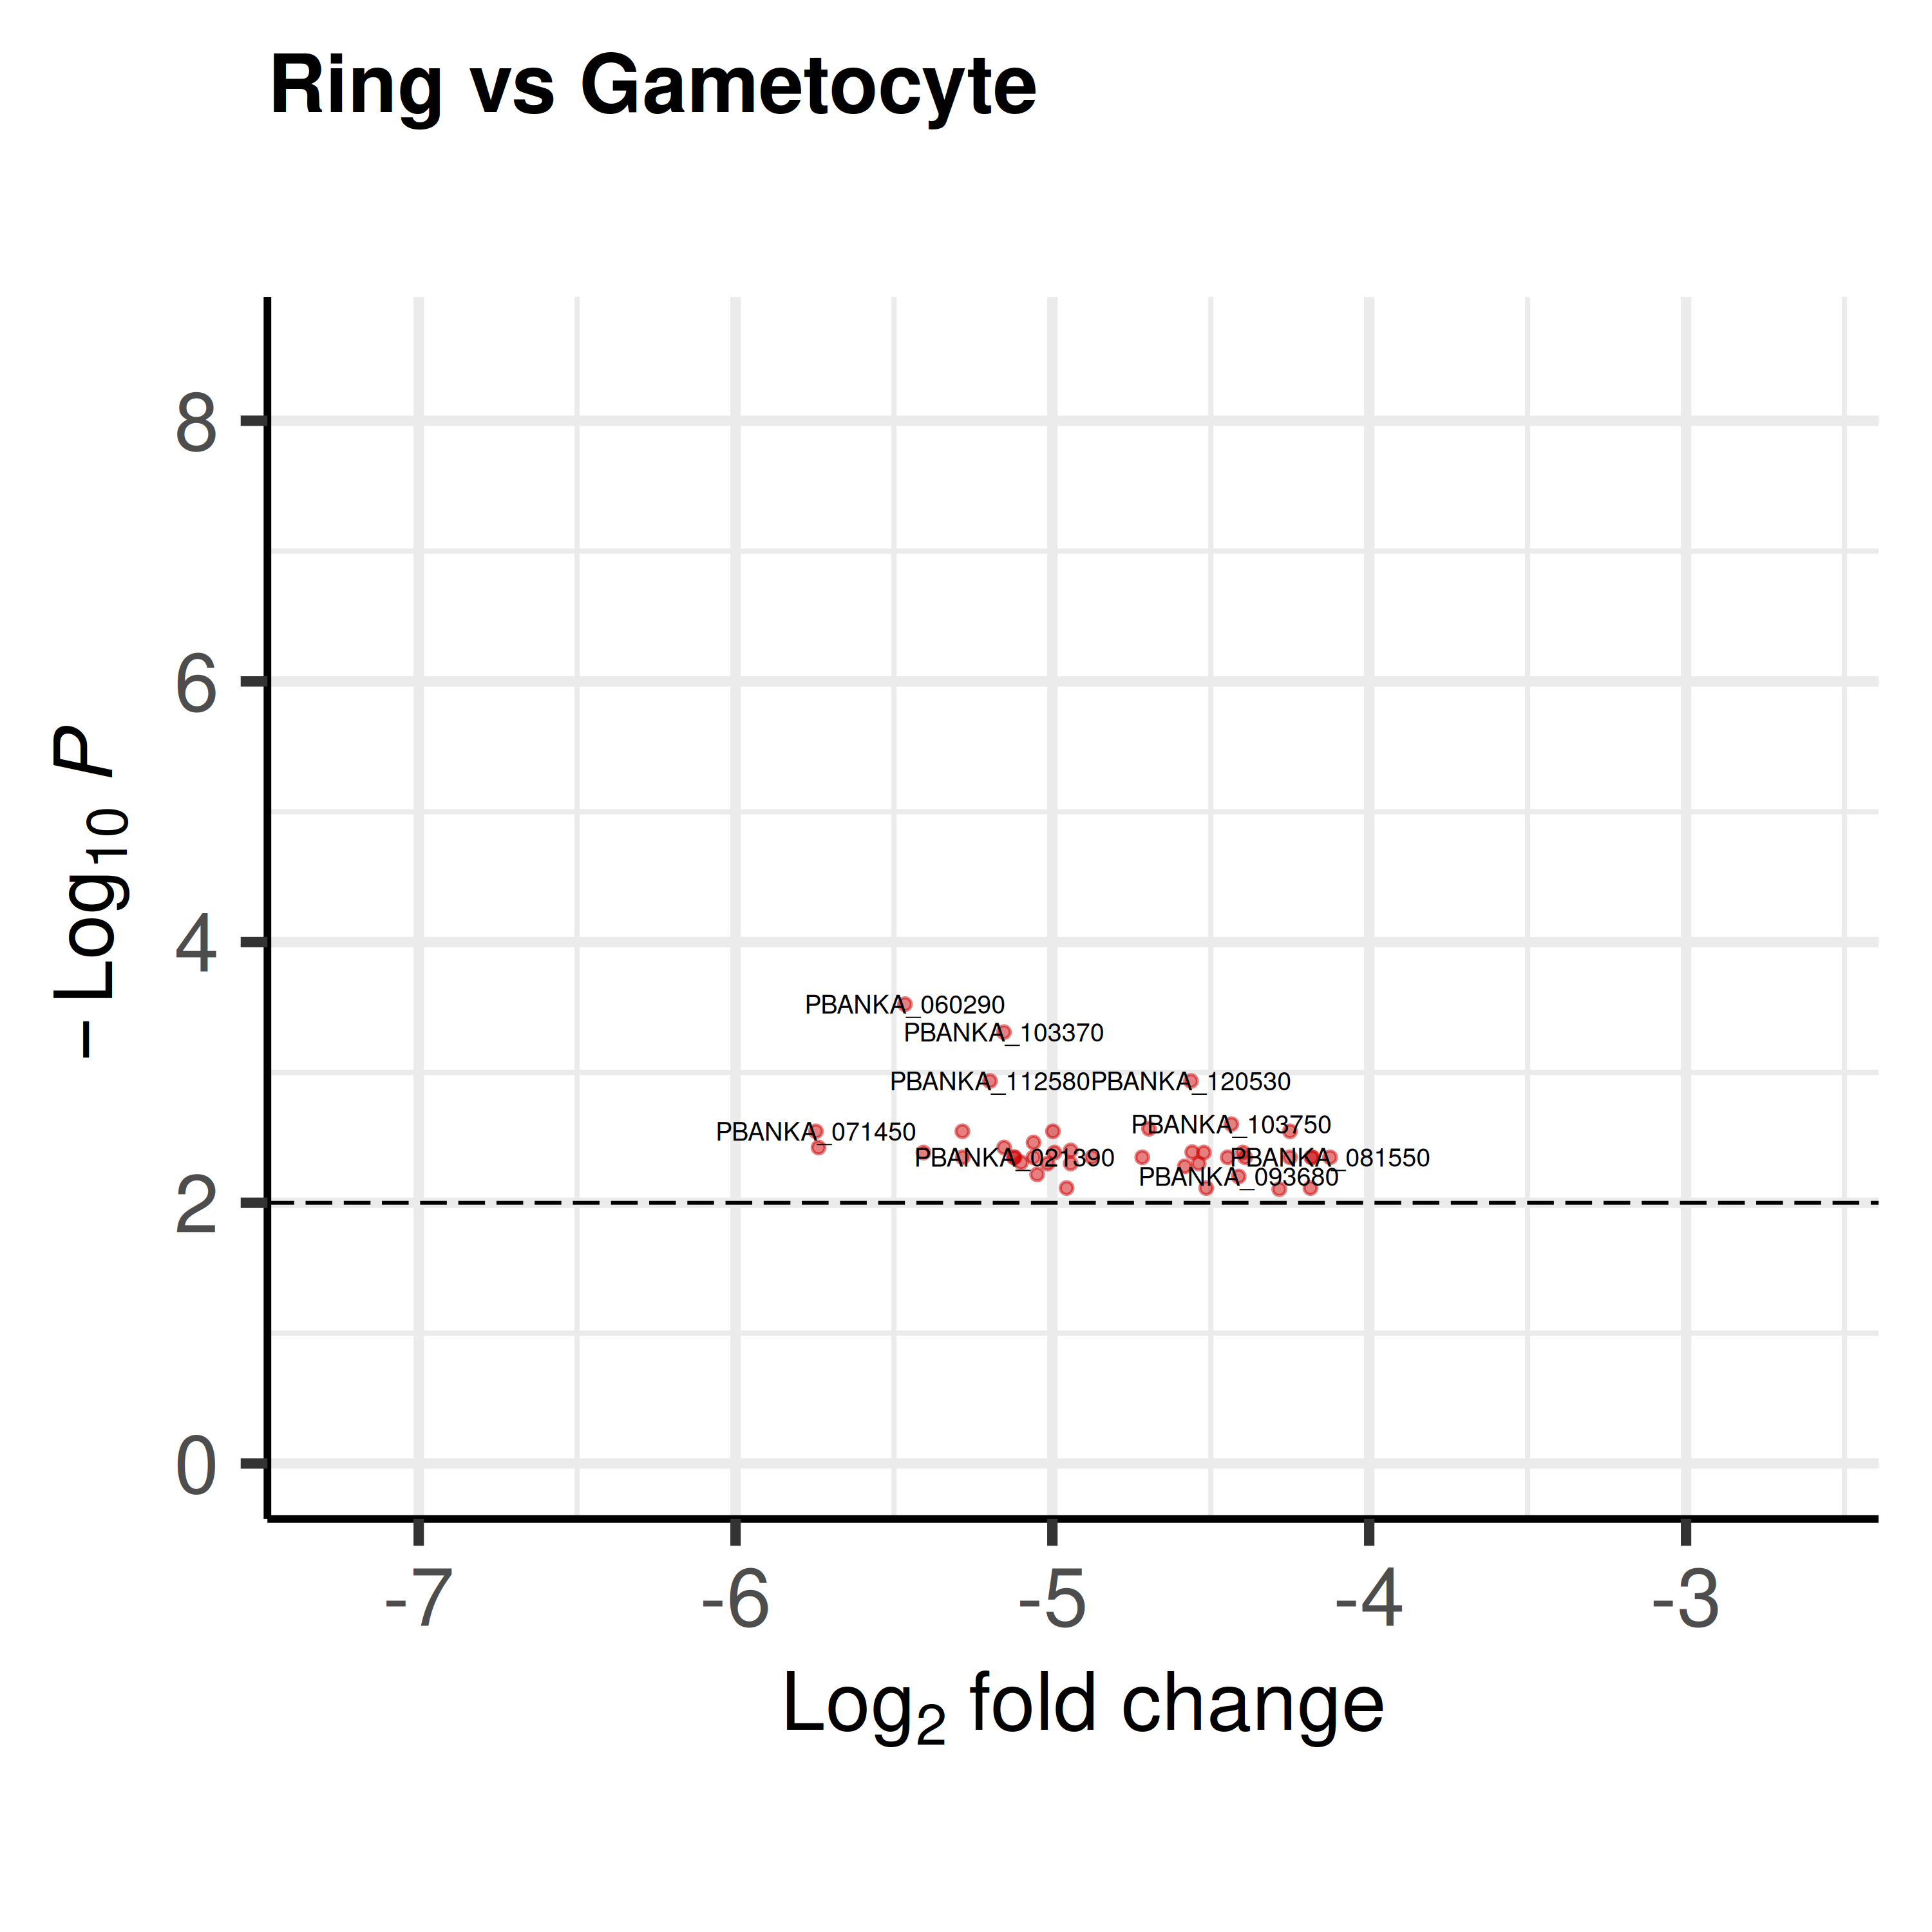 Ring vs Gametocyte
8
6
4
2
0
− Log10 P
PBANKA_060290
PBANKA_103370
PBANKA_112580
PBANKA_120530
PBANKA_103750
PBANKA_071450
PBANKA_021390
PBANKA_081550
PBANKA_093680
-7
-6
-5
-4
-3
Log2 fold change